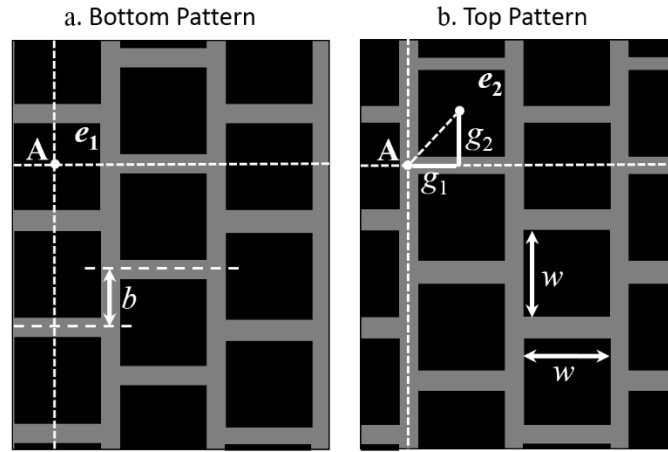 a. Bottom Pattern
b. Top Pattern
A
e₁
b
A
e₂
g₂
g₁
w
w